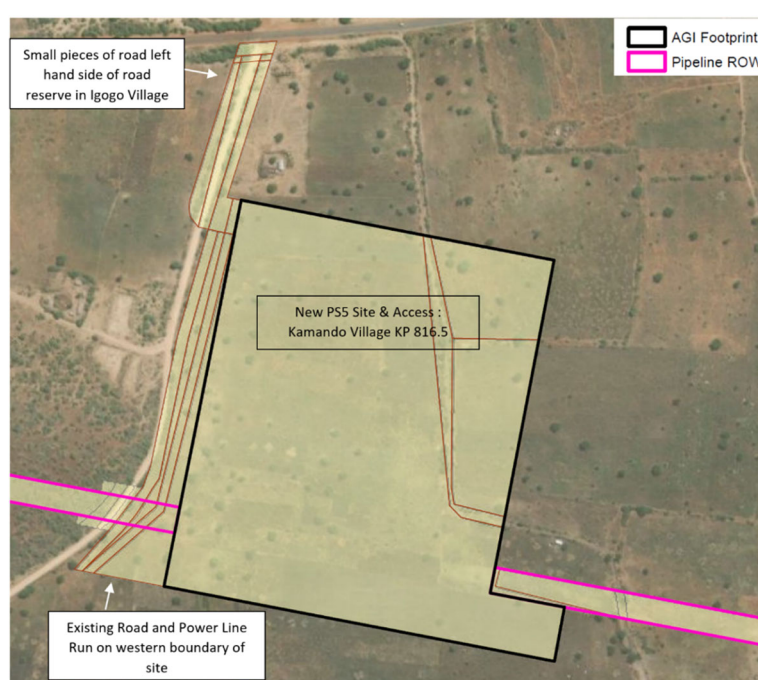 Small pieces of road left
hand side of road
reserve in Igogo Village
AGI Footprint
Pipeline ROW
New PS5 Site & Access :
Kamando Village KP 816.5
Existing Road and Power Line
Run on western boundary of
site